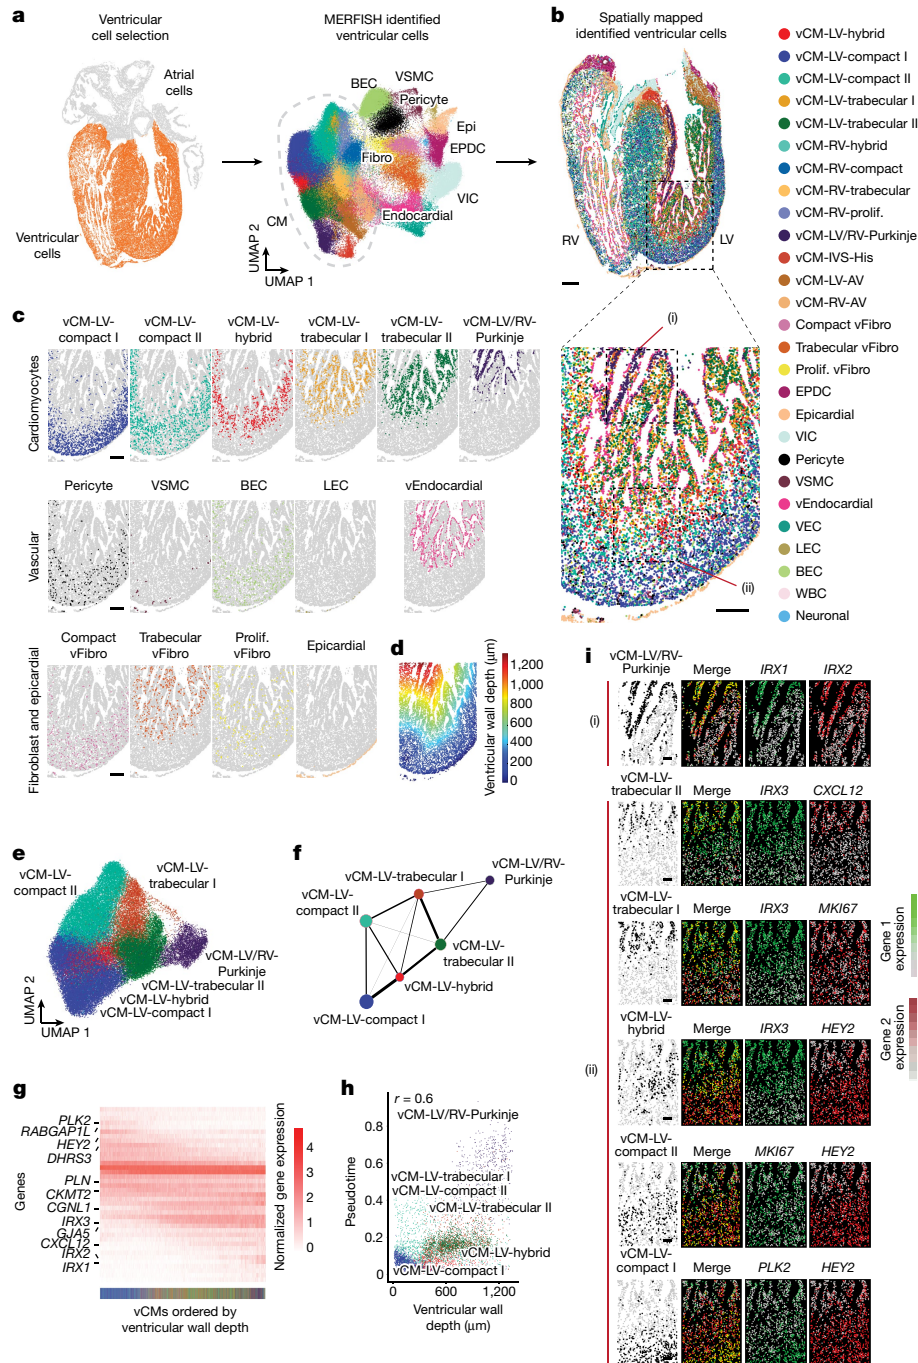 a
Ventricular
cell selection
Atrial
cells
Ventricular
cells
MERFISH identified
ventricular cells
BEC
VSMC
Pericyte
Epi
EPDC
Fibro
VIC
Endocardial
CM
UMAP 2
UMAP 1
b
Spatially mapped
identified ventricular cells
RV
LV
(i)
(ii)
vCM-LV-hybrid
vCM-LV-compact I
vCM-LV-compact II
vCM-LV-trabecular I
vCM-LV-trabecular II
vCM-RV-hybrid
vCM-RV-compact
vCM-RV-trabecular
vCM-RV-prolif.
vCM-LV/RV-Purkinje
vCM-IVS-His
vCM-LV-AV
vCM-RV-AV
Compact vFibro
Trabecular vFibro
Prolif. vFibro
EPDC
Epicardial
VIC
Pericyte
VSMC
vEndocardial
VEC
LEC
BEC
WBC
Neuronal
c
vCM-LV-
compact I
vCM-LV-
compact II
vCM-LV-
hybrid
vCM-LV-
trabecular I
vCM-LV-
trabecular II
vCM-LV/RV-
Purkinje
Cardiomyocytes
Pericyte
VSMC
BEC
LEC
vEndocardial
Vascular
Compact
vFibro
Trabecular
vFibro
Prolif.
vFibro
Epicardial
Fibroblast and epicardial
d
Ventricular wall depth (μm)
1,200
1,000
800
600
400
200
0
e
vCM-LV-
compact II
vCM-LV-
trabecular I
vCM-LV/RV-
Purkinje
vCM-LV-trabecular II
vCM-LV-hybrid
vCM-LV-compact I
UMAP 2
UMAP 1
f
vCM-LV-trabecular I
vCM-LV/RV-
Purkinje
vCM-LV-
compact II
vCM-LV-
trabecular II
vCM-LV-hybrid
vCM-LV-compact I
g
Genes
PLK2
RABGAP1L
HEY2
DHRS3
PLN
CKMT2
CGNL1
IRX3
GJA5
CXCL12
IRX2
IRX1
vCMs ordered by
ventricular wall depth
Normalized gene expression
4
3
2
1
0
h
r = 0.6
vCM-LV/RV-Purkinje
vCM-LV-trabecular I
vCM-LV-compact II
vCM-LV-trabecular II
vCM-LV-hybrid
vCM-LV-compact I
Pseudotime
0.8
0.6
0.4
0.2
0
0
600
1,200
Ventricular wall
depth (μm)
i
vCM-LV/RV-
Purkinje
Merge
IRX1
IRX2
(i)
vCM-LV-
trabecular II
Merge
IRX3
CXCL12
vCM-LV-
trabecular I
Merge
IRX3
MKI67
vCM-LV-
hybrid
Merge
IRX3
HEY2
(ii)
vCM-LV-
compact II
Merge
MKI67
HEY2
vCM-LV-
compact I
Merge
PLK2
HEY2
Gene 1
expression
Gene 2
expression